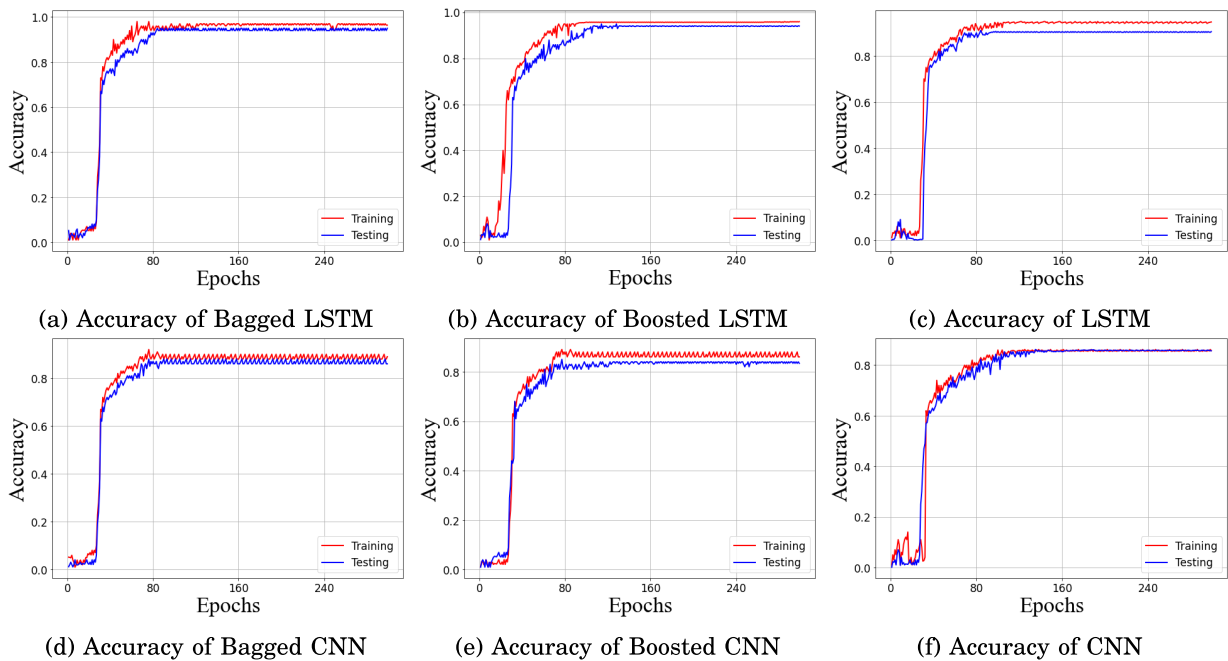 Accuracy
1.0
0.8
0.6
0.4
0.2
0.0
Training
Testing
0 80 160 240
Epochs
(a) Accuracy of Bagged LSTM
Accuracy
1.0
0.8
0.6
0.4
0.2
0.0
Training
Testing
0 80 160 240
Epochs
(b) Accuracy of Boosted LSTM
Accuracy
0.8
0.6
0.4
0.2
0.0
Training
Testing
0 80 160 240
Epochs
(c) Accuracy of LSTM
Accuracy
0.8
0.6
0.4
0.2
0.0
Training
Testing
0 80 160 240
Epochs
(d) Accuracy of Bagged CNN
Accuracy
0.8
0.6
0.4
0.2
0.0
Training
Testing
0 80 160 240
Epochs
(e) Accuracy of Boosted CNN
Accuracy
0.8
0.6
0.4
0.2
0.0
Training
Testing
0 80 160 240
Epochs
(f) Accuracy of CNN